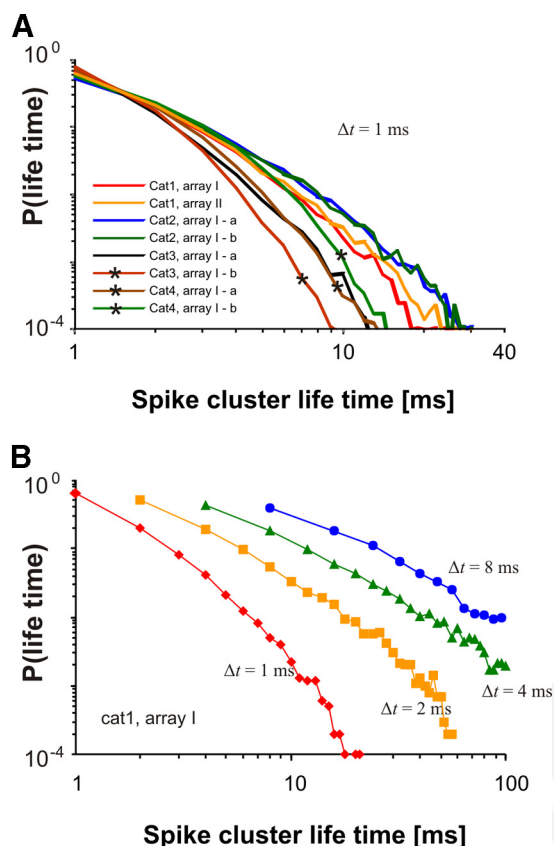 A
10^0
P(life time)
Δt = 1 ms
Cat1, array I
Cat1, array II
Cat2, array I - a
Cat2, array I - b
Cat3, array I - a
Cat3, array I - b
Cat4, array I - a
Cat4, array I - b
10^-4
1
10
40
Spike cluster life time [ms]
B
10^0
P(life time)
Δt = 8 ms
Δt = 1 ms
Δt = 4 ms
Δt = 2 ms
cat1, array I
10^-4
1
10
100
Spike cluster life time [ms]